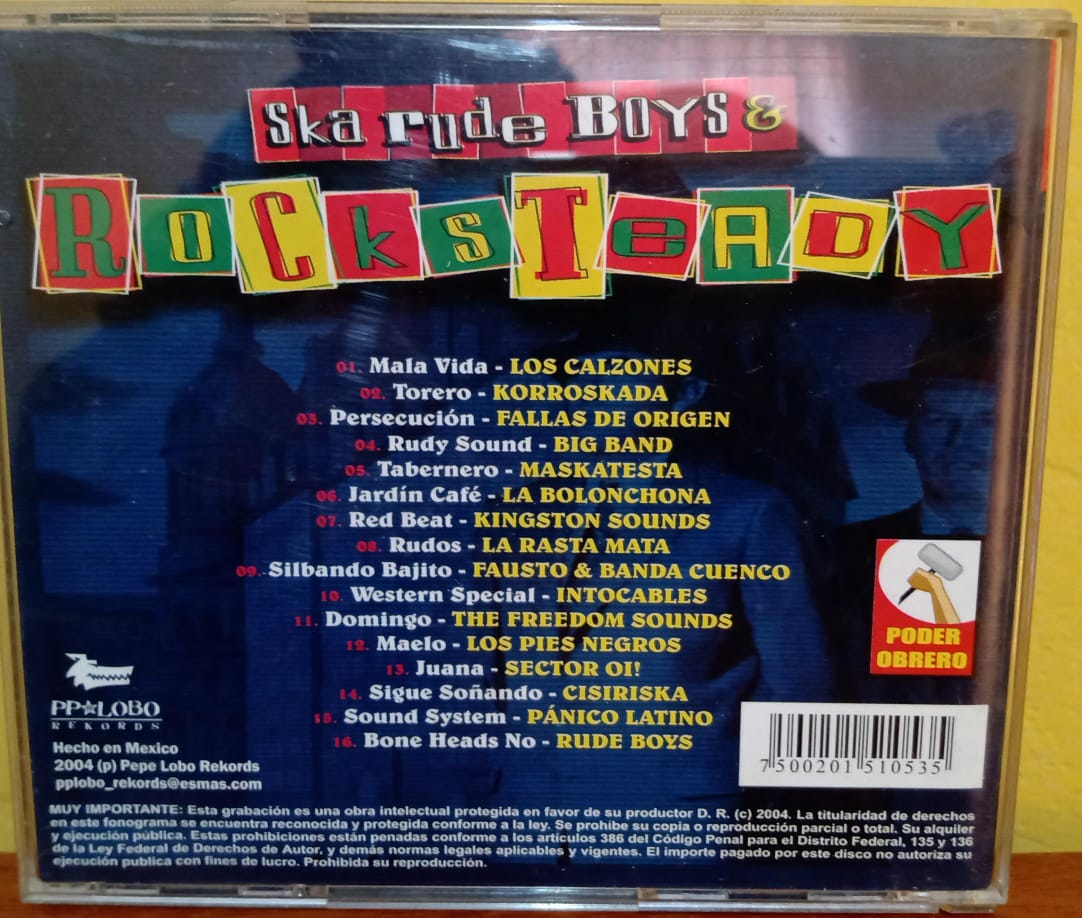 Ska rude BOYS &
ROCKSTEADY
01. Mala Vida - LOS CALZONES
02. Torero - KORROSKADA
03. Persecución - FALLAS DE ORIGEN
04. Rudy Sound - BIG BAND
05. Tabernero - MASKATESTA
06. Jardín Café - LA BOLONCHONA
07. Red Beat - KINGSTON SOUNDS
08. Rudos - LA RASTA MATA
09. Silbando Bajito - FAUSTO & BANDA CUENCO
10. Western Special - INTOCABLES
11. Domingo - THE FREEDOM SOUNDS
12. Maelo - LOS PIES NEGROS
13. Juana - SECTOR OI!
14. Sigue Soñando - CISIRISKA
15. Sound System - PÁNICO LATINO
16. Bone Heads No - RUDE BOYS
PODER
OBRERO
PP★LOBO
REKORDS
Hecho en Mexico
2004 (p) Pepe Lobo Rekords
pplobo_rekords@esmas.com
7 500201 510535
MUY IMPORTANTE: Esta grabación es una obra intelectual protegida en favor de su productor D. R. (c) 2004. La titularidad de derechos
en este fonograma se encuentra reconocida y protegida conforme a la ley. Se prohibe su copia o reproducción parcial o total. Su alquiler
y ejecución pública. Estas prohibiciones están penadas conforme a los artículos 386 del Código Penal para el Distrito Federal, 135 y 136
de la Ley Federal de Derechos de Autor, y demás normas legales aplicables y vigentes. El importe pagado por este disco no autoriza su
ejecución publica con fines de lucro. Prohibida su reproducción.